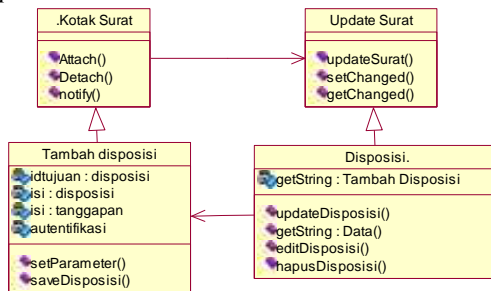 .Kotak Surat
Attach()
Detach()
notify()
Update Surat
updateSurat()
setChanged()
getChanged()
Tambah disposisi
idtujuan : disposisi
isi : disposisi
isi : tanggapan
autentifikasi
setParameter()
saveDisposisi()
Disposisi.
getString : Tambah Disposisi
updateDisposisi()
getString : Data()
editDisposisi()
hapusDisposisi()